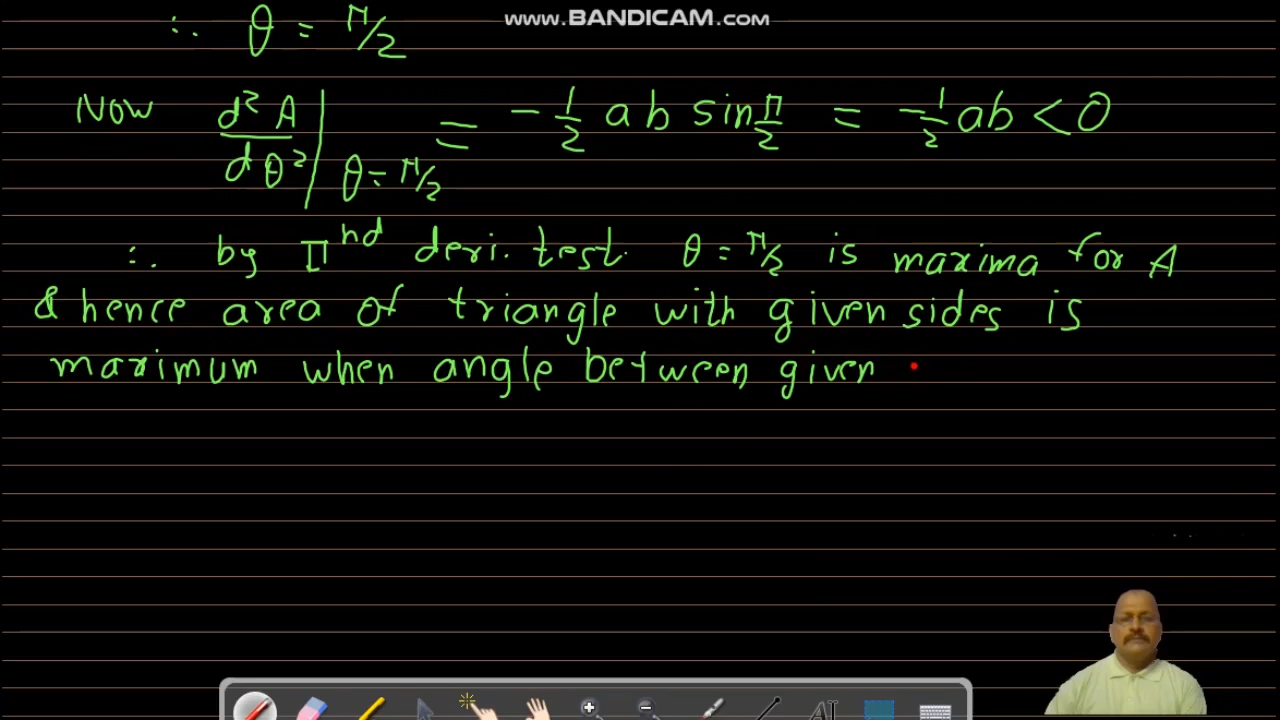 www.BANDICAM.com
∴ θ = π/2
Now d²A/dθ² | θ=π/2 = -1/2 ab sin π/2 = -1/2 ab < 0
∴ by IInd deri. test. θ = π/2 is maxima for A
& hence area of triangle with given sides is
maximum when angle between given